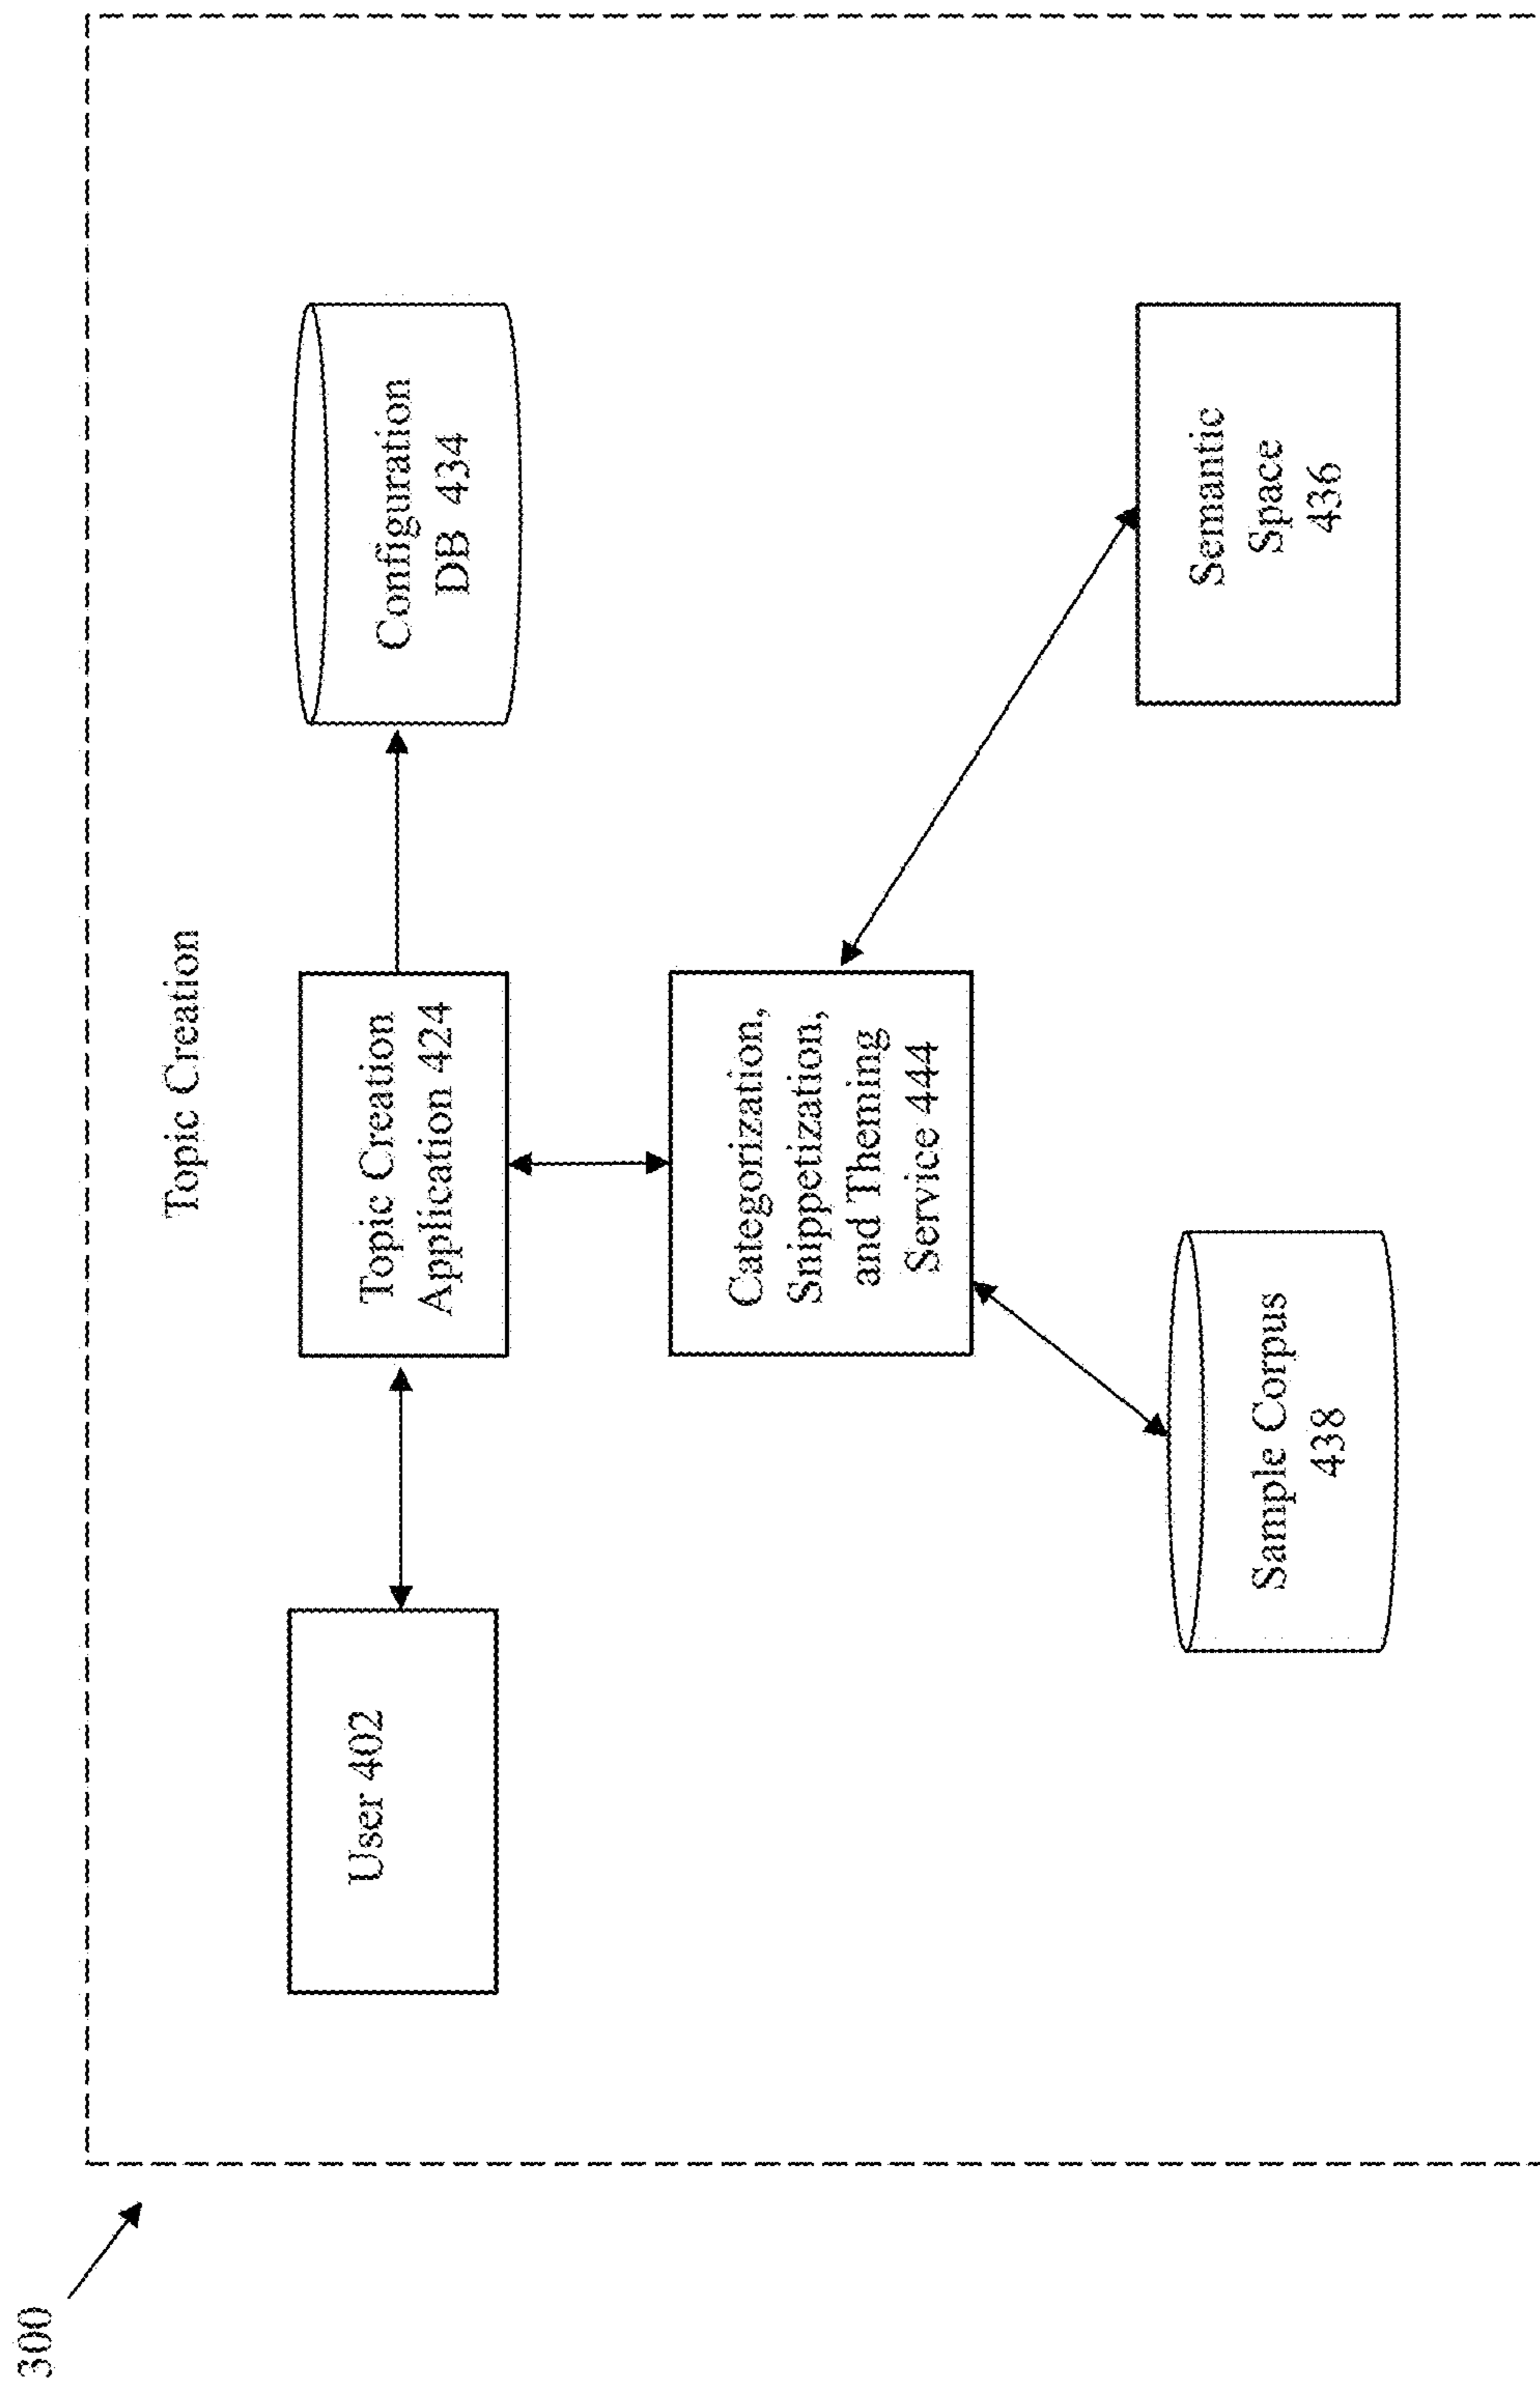 300
Topic Creation
User 402
Topic Creation
Application 424
Configuration
DB 434
Categorization,
Snippetization,
and Theming
Service 444
Sample Corpus
438
Semantic
Space
436